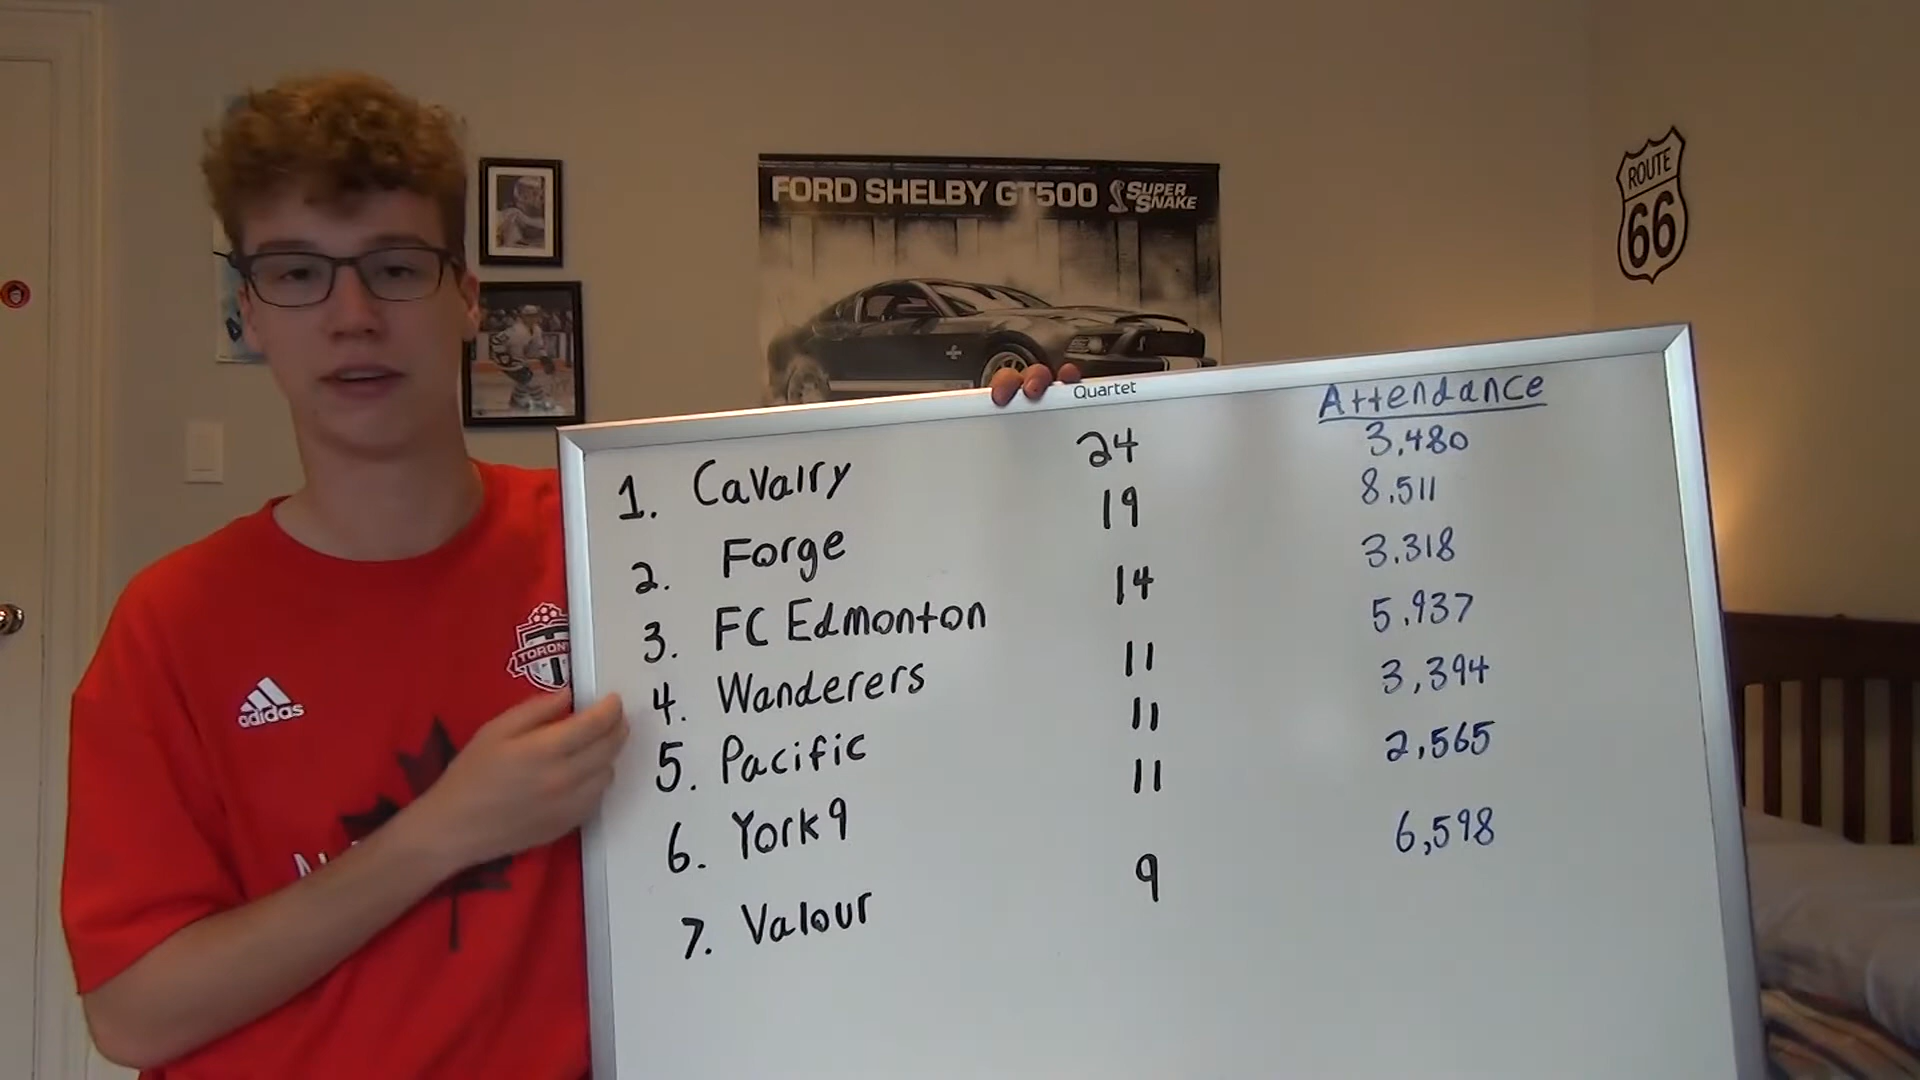 FORD SHELBY GT500 SUPER SNAKE
ROUTE
66
Quartet
Attendance
1. Cavalry 24 3,480
2. Forge 19 8.511
3. FC Edmonton 14 3.318
4. Wanderers 11 5.937
5. Pacific 11 3,394
6. York9 11 2,565
7. Valour 9 6,598
adidas